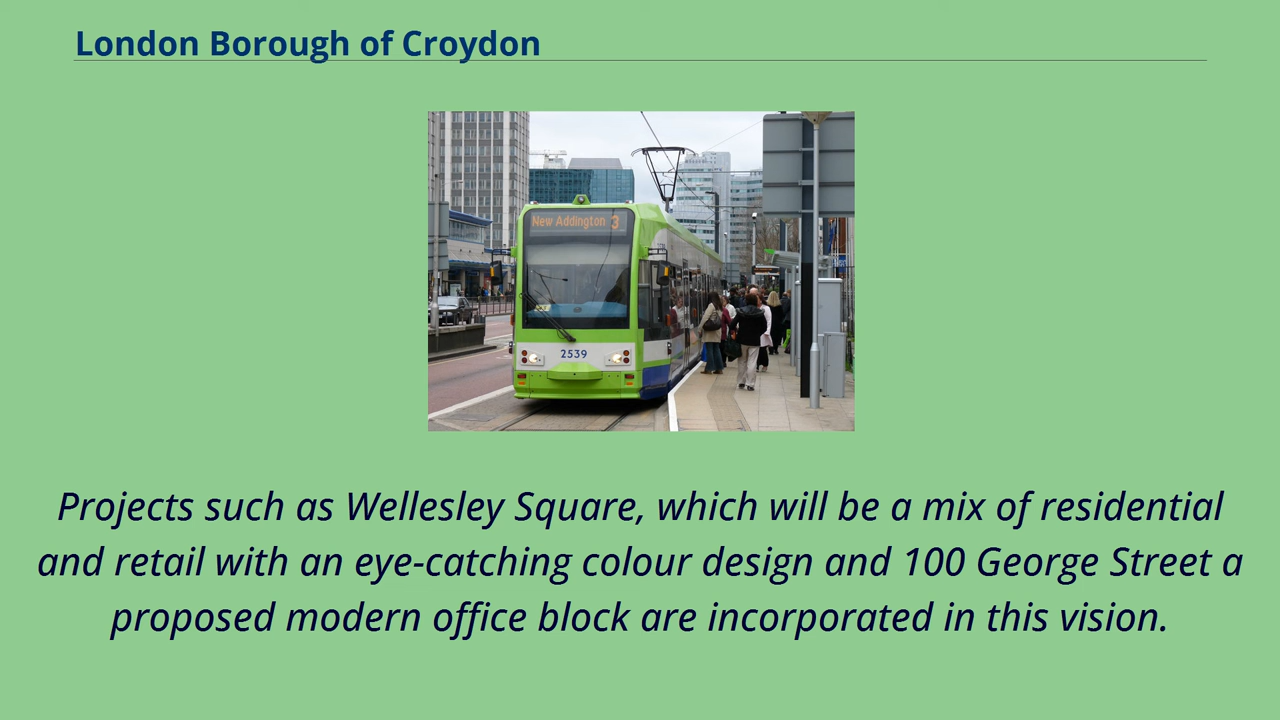 London Borough of Croydon
New Addington 3
2539
Projects such as Wellesley Square, which will be a mix of residential
and retail with an eye-catching colour design and 100 George Street a
proposed modern office block are incorporated in this vision.